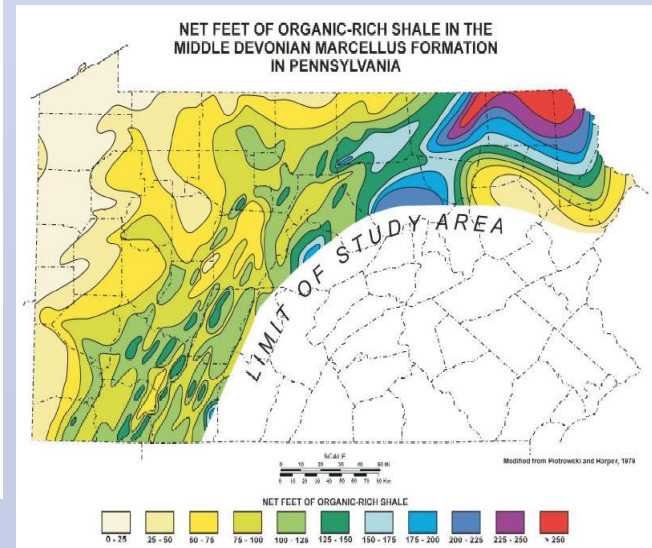 NET FEET OF ORGANIC-RICH SHALE IN THE
MIDDLE DEVONIAN MARCELLUS FORMATION
IN PENNSYLVANIA
LIMIT OF STUDY AREA
SCALE
Modified from Piotrowski and Harper, 1979
NET FEET OF ORGANIC-RICH SHALE
0 - 25 25 - 50 50 - 75 75 - 100 100 - 125 125 - 150 150 - 175 175 - 200 200 - 225 225 - 250 > 250